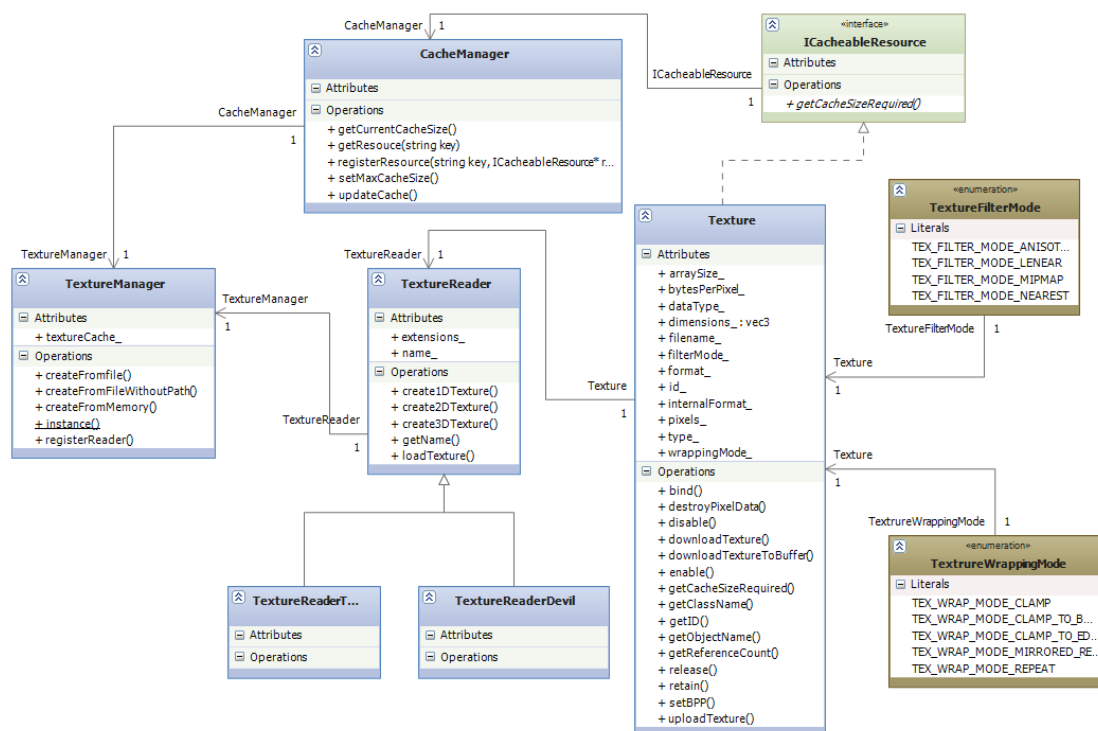 CacheManager
1
CacheManager
Attributes
Operations
+ getCurrentCacheSize()
+ getResouce(string key)
+ registerResource(string key, ICacheableResource* r...
+ setMaxCacheSize()
+ updateCache()
«interface»
ICacheableResource
Attributes
Operations
+ getCacheSizeRequired()
ICacheableResource
1
CacheManager
1
TextureManager
1
TextureManager
Attributes
+ textureCache_
Operations
+ createFromfile()
+ createFromFileWithoutPath()
+ createFromMemory()
+ instance()
+ registerReader()
TextureManager
1
TextureReader
1
TextureReader
Attributes
+ extensions_
+ name_
Operations
+ create1DTexture()
+ create2DTexture()
+ create3DTexture()
+ getName()
+ loadTexture()
TextureReader
1
Texture
1
TextureReaderT...
Attributes
Operations
TextureReaderDevil
Attributes
Operations
Texture
Attributes
+ arraySize_
+ bytesPerPixel_
+ dataType_
+ dimensions_ : vec3
+ filename_
+ filterMode_
+ format_
+ id_
+ internalFormat_
+ pixels_
+ type_
+ wrappingMode_
Operations
+ bind()
+ destroyPixelData()
+ disable()
+ downloadTexture()
+ downloadTextureToBuffer()
+ enable()
+ getCacheSizeRequired()
+ getClassName()
+ getID()
+ getObjectName()
+ getReferenceCount()
+ release()
+ retain()
+ setBPP()
+ uploadTexture()
«enumeration»
TextureFilterMode
Literals
TEX_FILTER_MODE_ANISOT...
TEX_FILTER_MODE_LENEAR
TEX_FILTER_MODE_MIPMAP
TEX_FILTER_MODE_NEAREST
TextureFilterMode
1
Texture
1
Texture
1
TextrureWrappingMode
1
«enumeration»
TextrureWrappingMode
Literals
TEX_WRAP_MODE_CLAMP
TEX_WRAP_MODE_CLAMP_TO_B...
TEX_WRAP_MODE_CLAMP_TO_ED...
TEX_WRAP_MODE_MIRRORED_RE...
TEX_WRAP_MODE_REPEAT